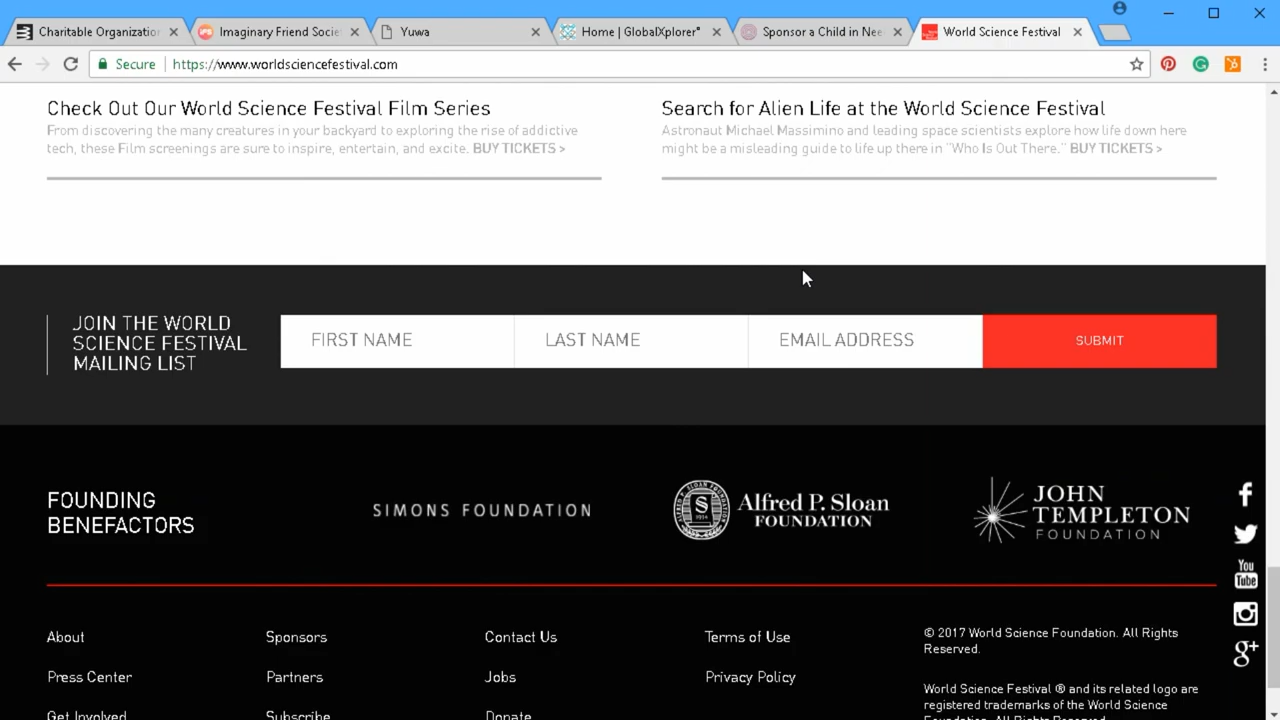 Charitable Organizatio
Imaginary Friend Socie
Yuwa
Home | GlobalXplorer°
Sponsor a Child in Nee
World Science Festival
Secure
https://www.worldsciencefestival.com
Check Out Our World Science Festival Film Series
From discovering the many creatures in your backyard to exploring the rise of addictive
tech, these Film screenings are sure to inspire, entertain, and excite. BUY TICKETS >
Search for Alien Life at the World Science Festival
Astronaut Michael Massimino and leading space scientists explore how life down here
might be a misleading guide to life up there in "Who Is Out There." BUY TICKETS >
JOIN THE WORLD
SCIENCE FESTIVAL
MAILING LIST
FIRST NAME
LAST NAME
EMAIL ADDRESS
SUBMIT
FOUNDING
BENEFACTORS
SIMONS FOUNDATION
Alfred P. Sloan
FOUNDATION
JOHN
TEMPLETON
FOUNDATION
You
Tube
g+
About
Sponsors
Contact Us
Terms of Use
Press Center
Partners
Jobs
Privacy Policy
Get Involved
Subscribe
Donate
© 2017 World Science Foundation. All Rights
Reserved.
World Science Festival ® and its related logo are
registered trademarks of the World Science
Foundation. All Rights Reserved.